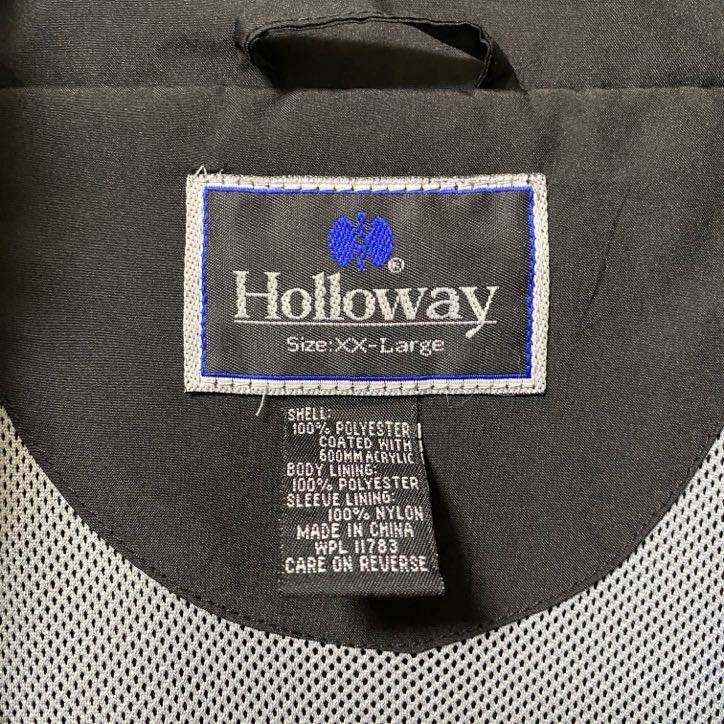 ®
Holloway
Size:XX-Large
SHELL:
100% POLYESTER
COATED WITH
600MM ACRYLIC
BODY LINING:
100% POLYESTER
SLEEVE LINING:
100% NYLON
MADE IN CHINA
WPL 11783
CARE ON REVERSE